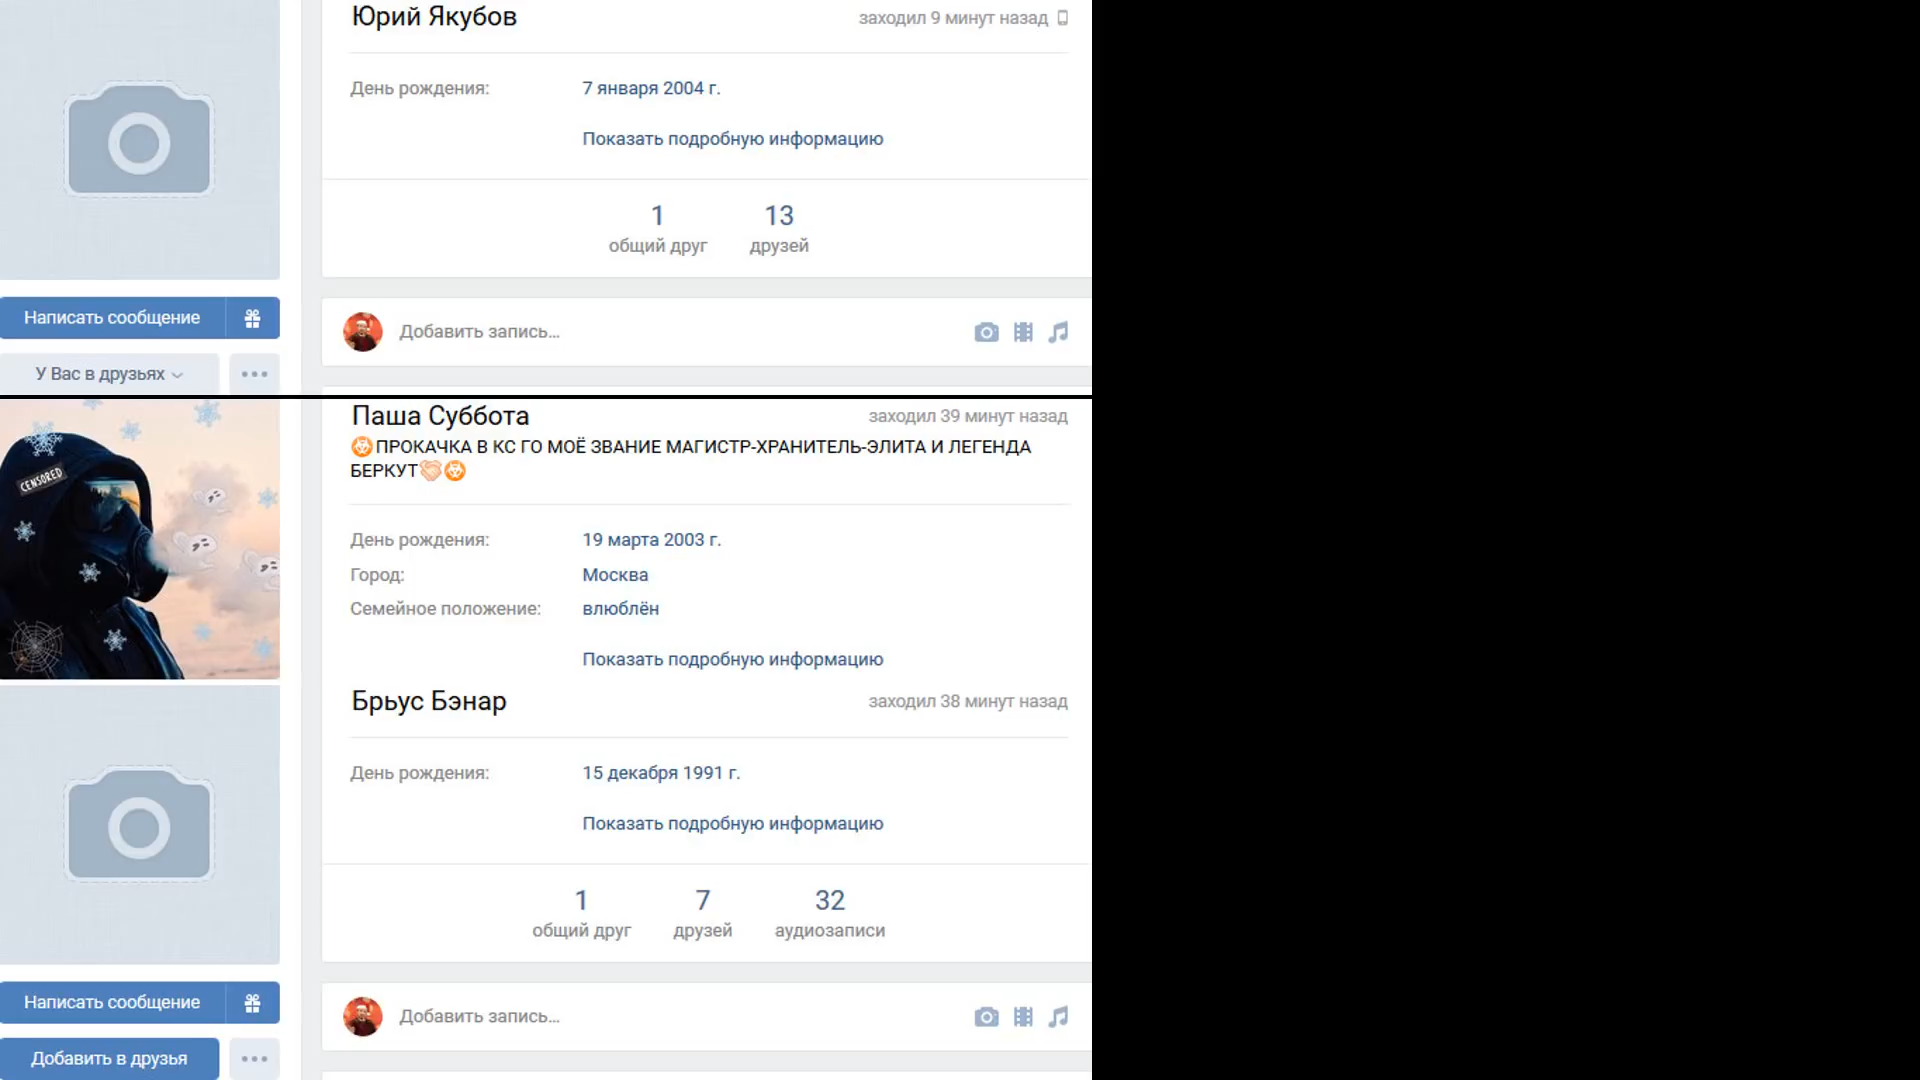 Юрий Якубов
заходил 9 минут назад
День рождения: 7 января 2004 г.
Показать подробную информацию
1 13
общий друг друзей
Написать сообщение
Добавить запись...
У Вас в друзьях
Паша Суббота
заходил 39 минут назад
ПРОКАЧКА В КС ГО МОЁ ЗВАНИЕ МАГИСТР-ХРАНИТЕЛЬ-ЭЛИТА И ЛЕГЕНДА
БЕРКУТ
CENSORED
День рождения: 19 марта 2003 г.
Город: Москва
Семейное положение: влюблён
Показать подробную информацию
Брьус Бэнар
заходил 38 минут назад
День рождения: 15 декабря 1991 г.
Показать подробную информацию
1 7 32
общий друг друзей аудиозаписи
Написать сообщение
Добавить запись...
Добавить в друзья